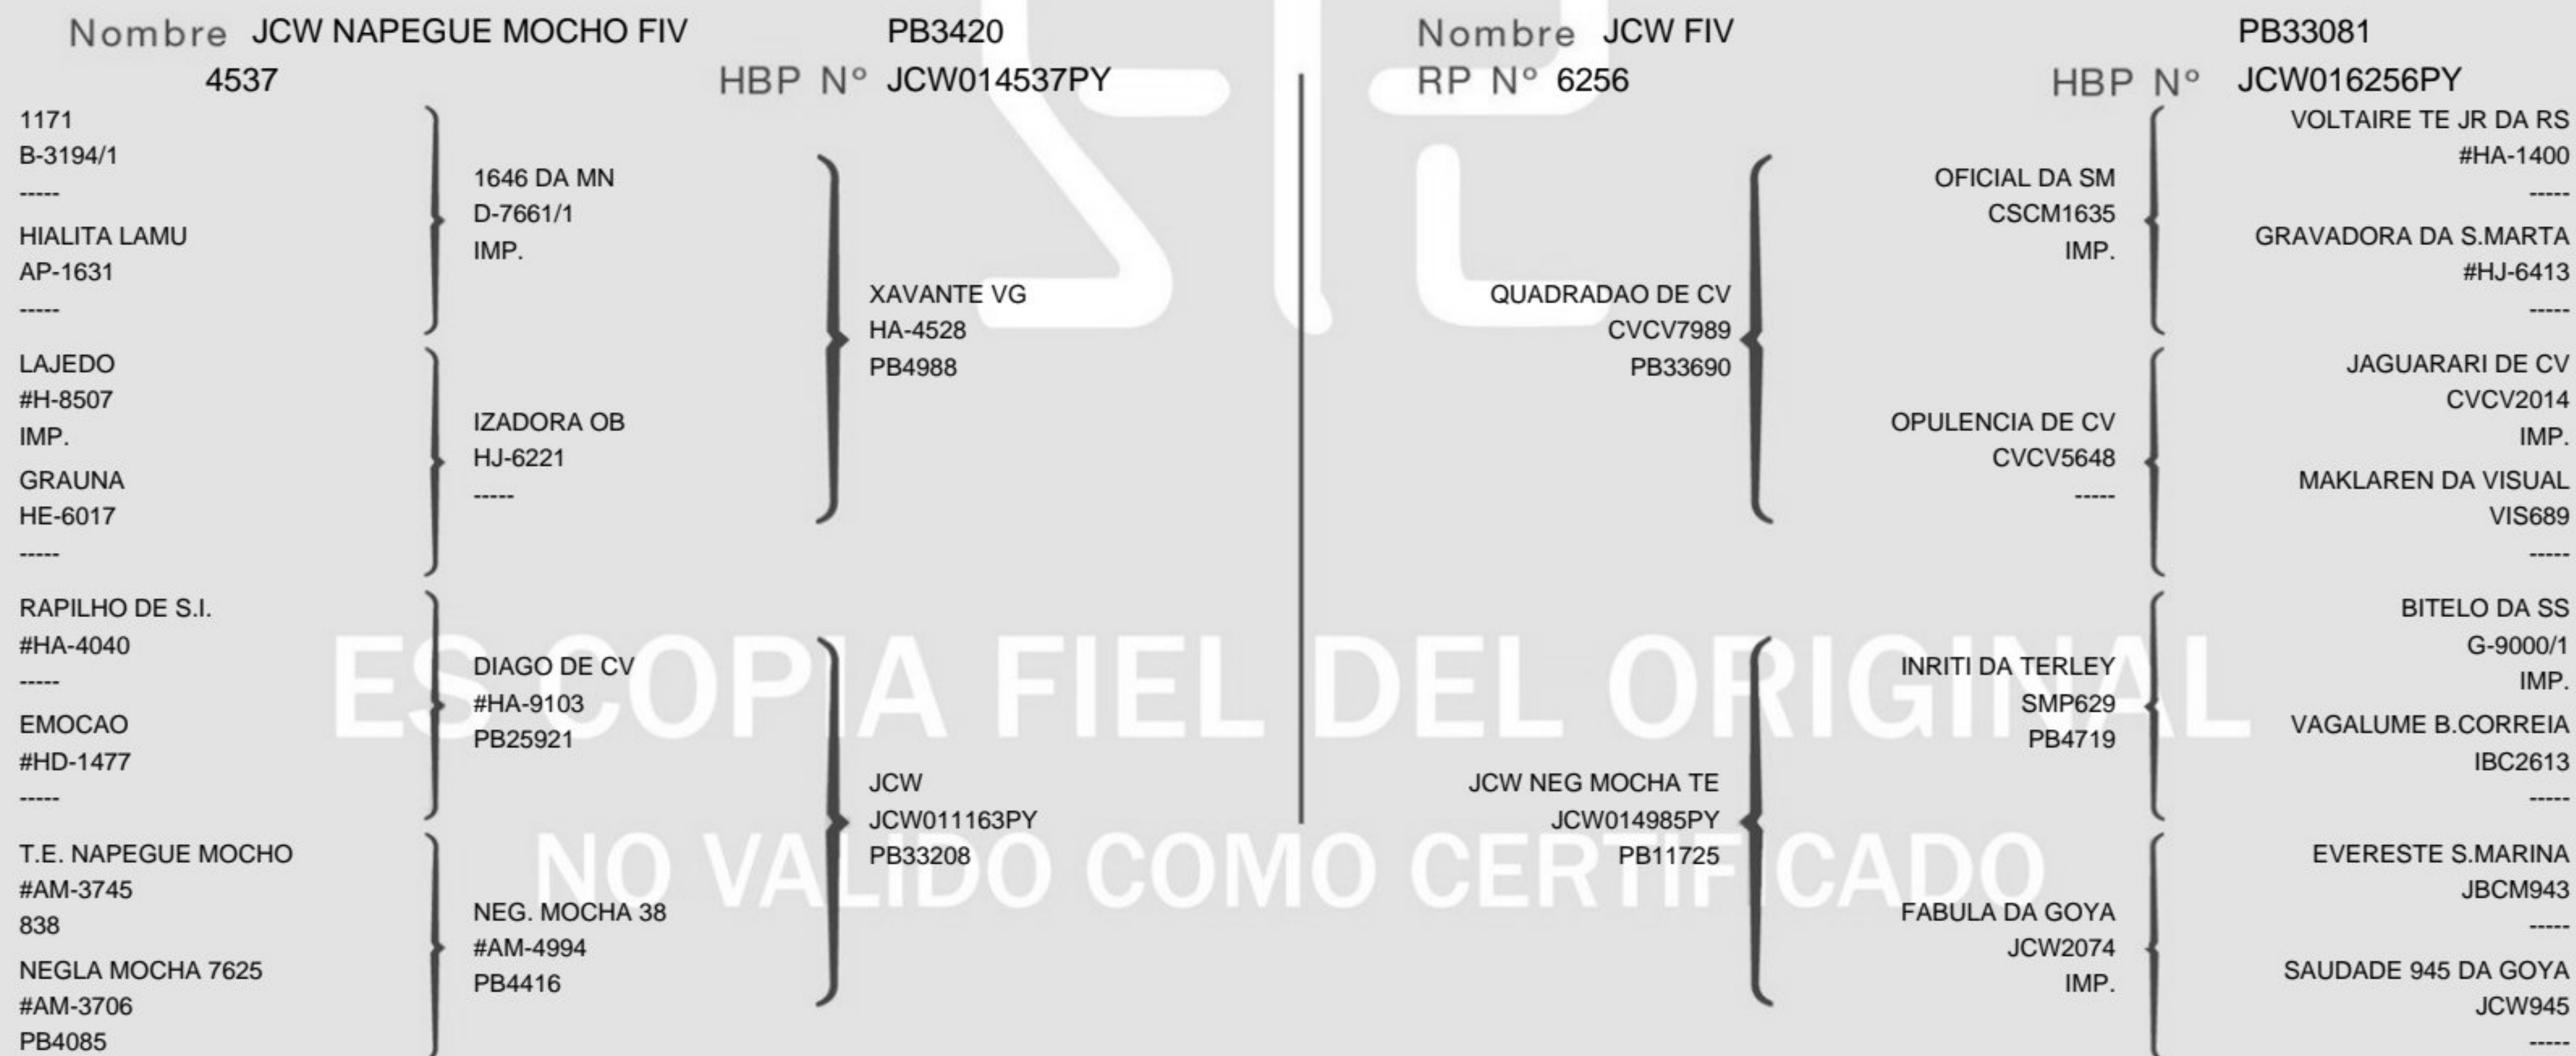 Nombre JCW NAPEGUE MOCHO FIV PB3420
4537 HBP Nº JCW014537PY
1171
B-3194/1
-----
HIALITA LAMU
AP-1631
-----
LAJEDO
#H-8507
IMP.
GRAUNA
HE-6017
-----
RAPILHO DE S.I.
#HA-4040
-----
EMOCAO
#HD-1477
-----
T.E. NAPEGUE MOCHO
#AM-3745
838
NEGLA MOCHA 7625
#AM-3706
PB4085
1646 DA MN
D-7661/1
IMP.
IZADORA OB
HJ-6221
-----
DIAGO DE CV
#HA-9103
PB25921
NEG. MOCHA 38
#AM-4994
PB4416
XAVANTE VG
HA-4528
PB4988
JCW
JCW011163PY
PB33208
Nombre JCW FIV PB33081
RP Nº 6256 HBP Nº JCW016256PY
QUADRADAO DE CV
CVCV7989
PB33690
JCW NEG MOCHA TE
JCW014985PY
PB11725
OFICIAL DA SM
CSCM1635
IMP.
OPULENCIA DE CV
CVCV5648
-----
INRITI DA TERLEY
SMP629
PB4719
FABULA DA GOYA
JCW2074
IMP.
VOLTAIRE TE JR DA RS
#HA-1400
-----
GRAVADORA DA S.MARTA
#HJ-6413
-----
JAGUARARI DE CV
CVCV2014
IMP.
MAKLAREN DA VISUAL
VIS689
-----
BITELO DA SS
G-9000/1
IMP.
VAGALUME B.CORREIA
IBC2613
-----
EVERESTE S.MARINA
JBCM943
-----
SAUDADE 945 DA GOYA
JCW945
-----
ES COPIA FIEL DEL ORIGINAL
NO VALIDO COMO CERTIFICADO